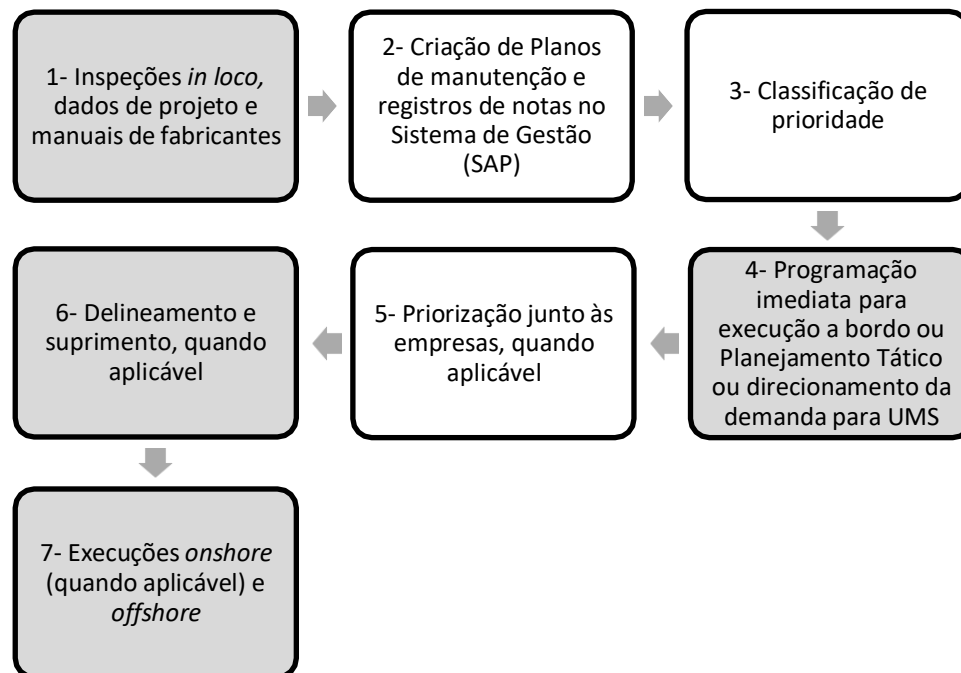 1- Inspeções in loco,
dados de projeto e
manuais de fabricantes
2- Criação de Planos
de manutenção e
registros de notas no
Sistema de Gestão
(SAP)
3- Classificação de
prioridade
4- Programação
imediata para
execução a bordo ou
Planejamento Tático
ou direcionamento da
demanda para UMS
5- Priorização junto às
empresas, quando
aplicável
6- Delineamento e
suprimento, quando
aplicável
7- Execuções onshore
(quando aplicável) e
offshore